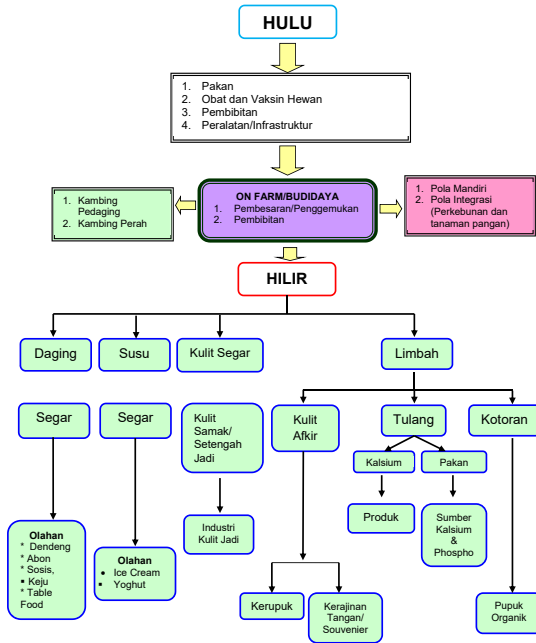 HULU
1. Pakan
2. Obat dan Vaksin Hewan
3. Pembibitan
4. Peralatan/Infrastruktur
1. Kambing
Pedaging
2. Kambing Perah
ON FARM/BUDIDAYA
1. Pembesaran/Penggemukan
2. Pembibitan
1. Pola Mandiri
2. Pola Integrasi
(Perkebunan dan
tanaman pangan)
HILIR
Daging
Susu
Kulit Segar
Limbah
Segar
Segar
Kulit
Samak/
Setengah
Jadi
Kulit
Afkir
Tulang
Kotoran
Kalsium
Pakan
Olahan
* Dendeng
* Abon
* Sosis,
▪ Keju
* Table
Food
Olahan
• Ice Cream
▪ Yoghut
Industri
Kulit Jadi
Produk
Sumber
Kalsium
&
Phospho
Kerupuk
Kerajinan
Tangan/
Souvenier
Pupuk
Organik